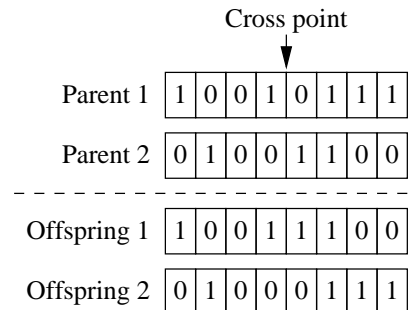 Cross point
Parent 1 1 0 0 1 0 1 1 1
Parent 2 0 1 0 0 1 1 0 0
Offspring 1 1 0 0 1 1 1 0 0
Offspring 2 0 1 0 0 0 1 1 1